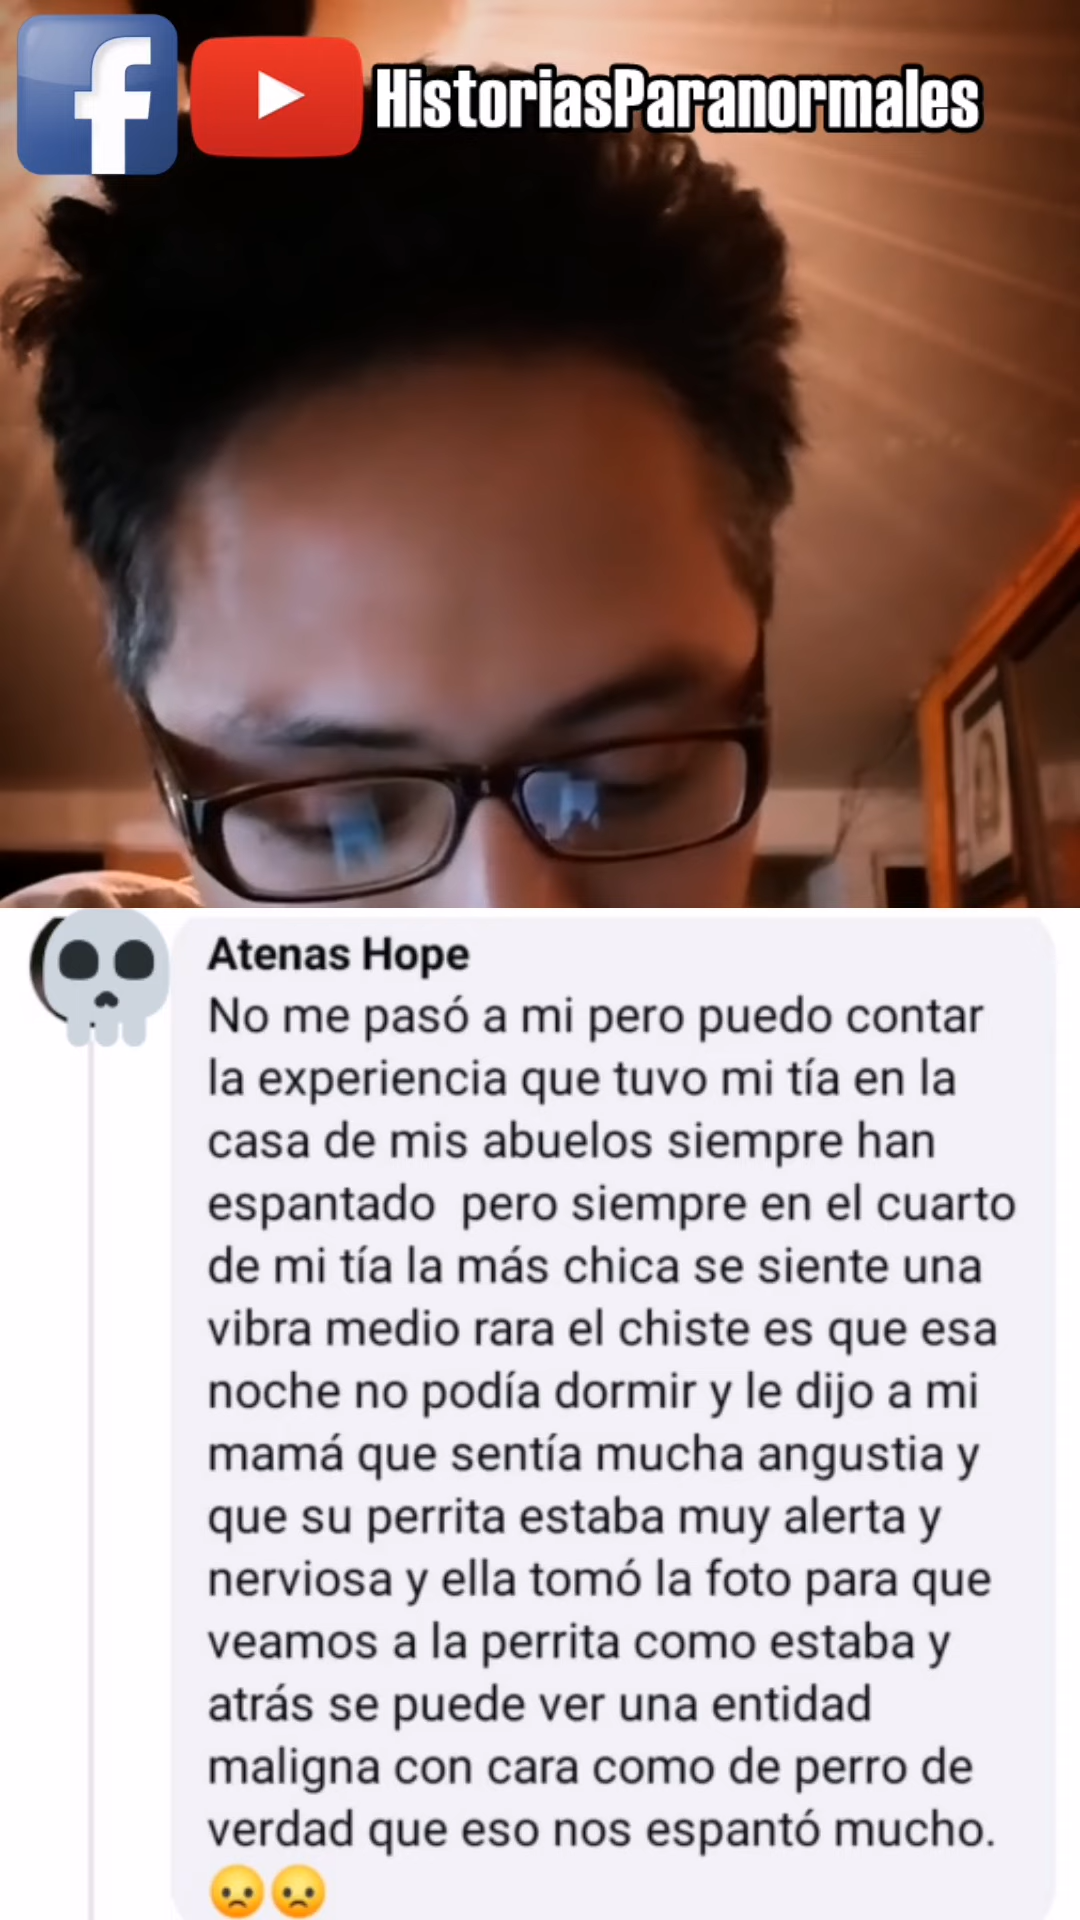 HistoriasParanormales
Atenas Hope
No me pasó a mi pero puedo contar
la experiencia que tuvo mi tía en la
casa de mis abuelos siempre han
espantado  pero siempre en el cuarto
de mi tía la más chica se siente una
vibra medio rara el chiste es que esa
noche no podía dormir y le dijo a mi
mamá que sentía mucha angustia y
que su perrita estaba muy alerta y
nerviosa y ella tomó la foto para que
veamos a la perrita como estaba y
atrás se puede ver una entidad
maligna con cara como de perro de
verdad que eso nos espantó mucho.
😞😞